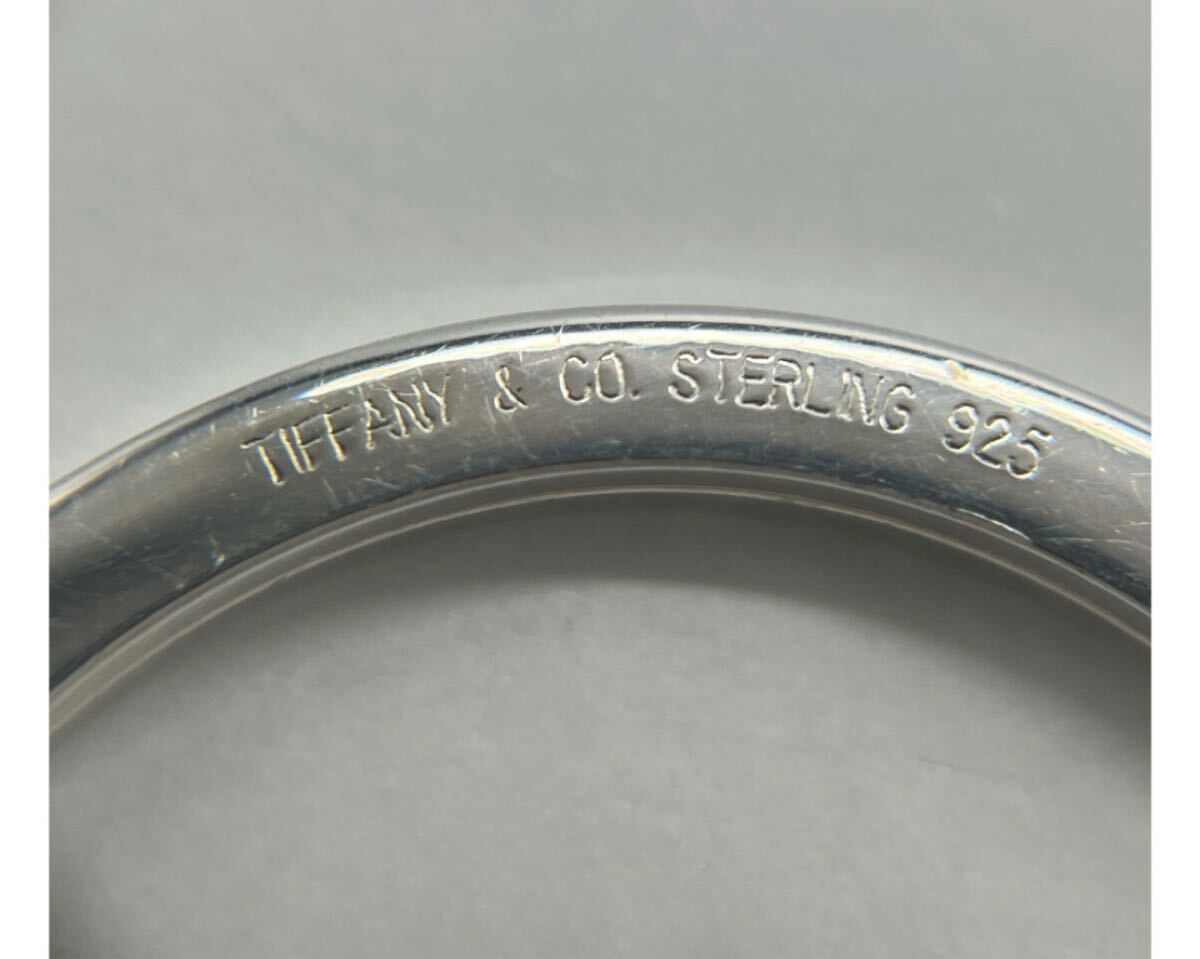 TIFFANY & CO. STERLING 925